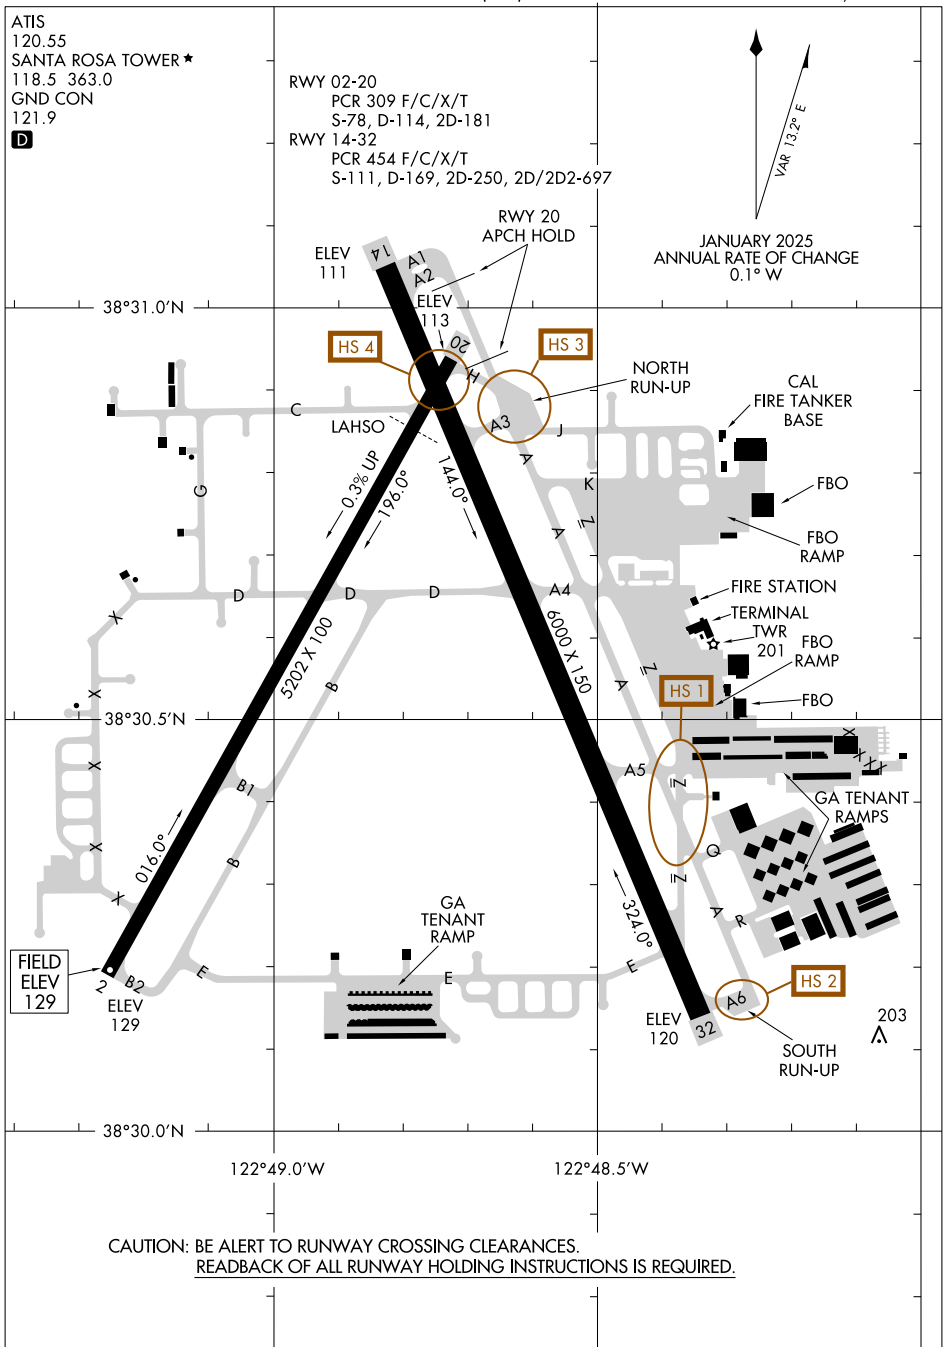 ATIS
120.55
SANTA ROSA TOWER ★
118.5 363.0
GND CON
121.9
D
RWY 02-20
PCR 309 F/C/X/T
S-78, D-114, 2D-181
RWY 14-32
PCR 454 F/C/X/T
S-111, D-169, 2D-250, 2D/2D2-697
VAR 13.2° E
JANUARY 2025
ANNUAL RATE OF CHANGE
0.1° W
RWY 20
APCH HOLD
ELEV
111
14
A1
A2
ELEV
113
20
38°31.0'N
HS 4
HS 3
H
NORTH
RUN-UP
CAL
FIRE TANKER
BASE
C
LAHSO
A3
A
J
K
G
0.3% UP
196.0°
144.0°
A
Z
FBO
FBO
RAMP
FIRE STATION
TERMINAL
TWR
201
FBO
RAMP
FBO
D
D
D
A4
X
X
X
X
X
5202 X 100
6000 X 150
B
A
Z
HS 1
38°30.5'N
A5
Z
X
X
X
X
GA TENANT
RAMPS
B1
B
016.0°
Q
Z
A
R
324.0°
GA
TENANT
RAMP
E
E
E
FIELD
ELEV
129
2
B2
ELEV
129
HS 2
A6
ELEV
120
32
SOUTH
RUN-UP
203
38°30.0'N
122°49.0'W
122°48.5'W
CAUTION: BE ALERT TO RUNWAY CROSSING CLEARANCES.
READBACK OF ALL RUNWAY HOLDING INSTRUCTIONS IS REQUIRED.